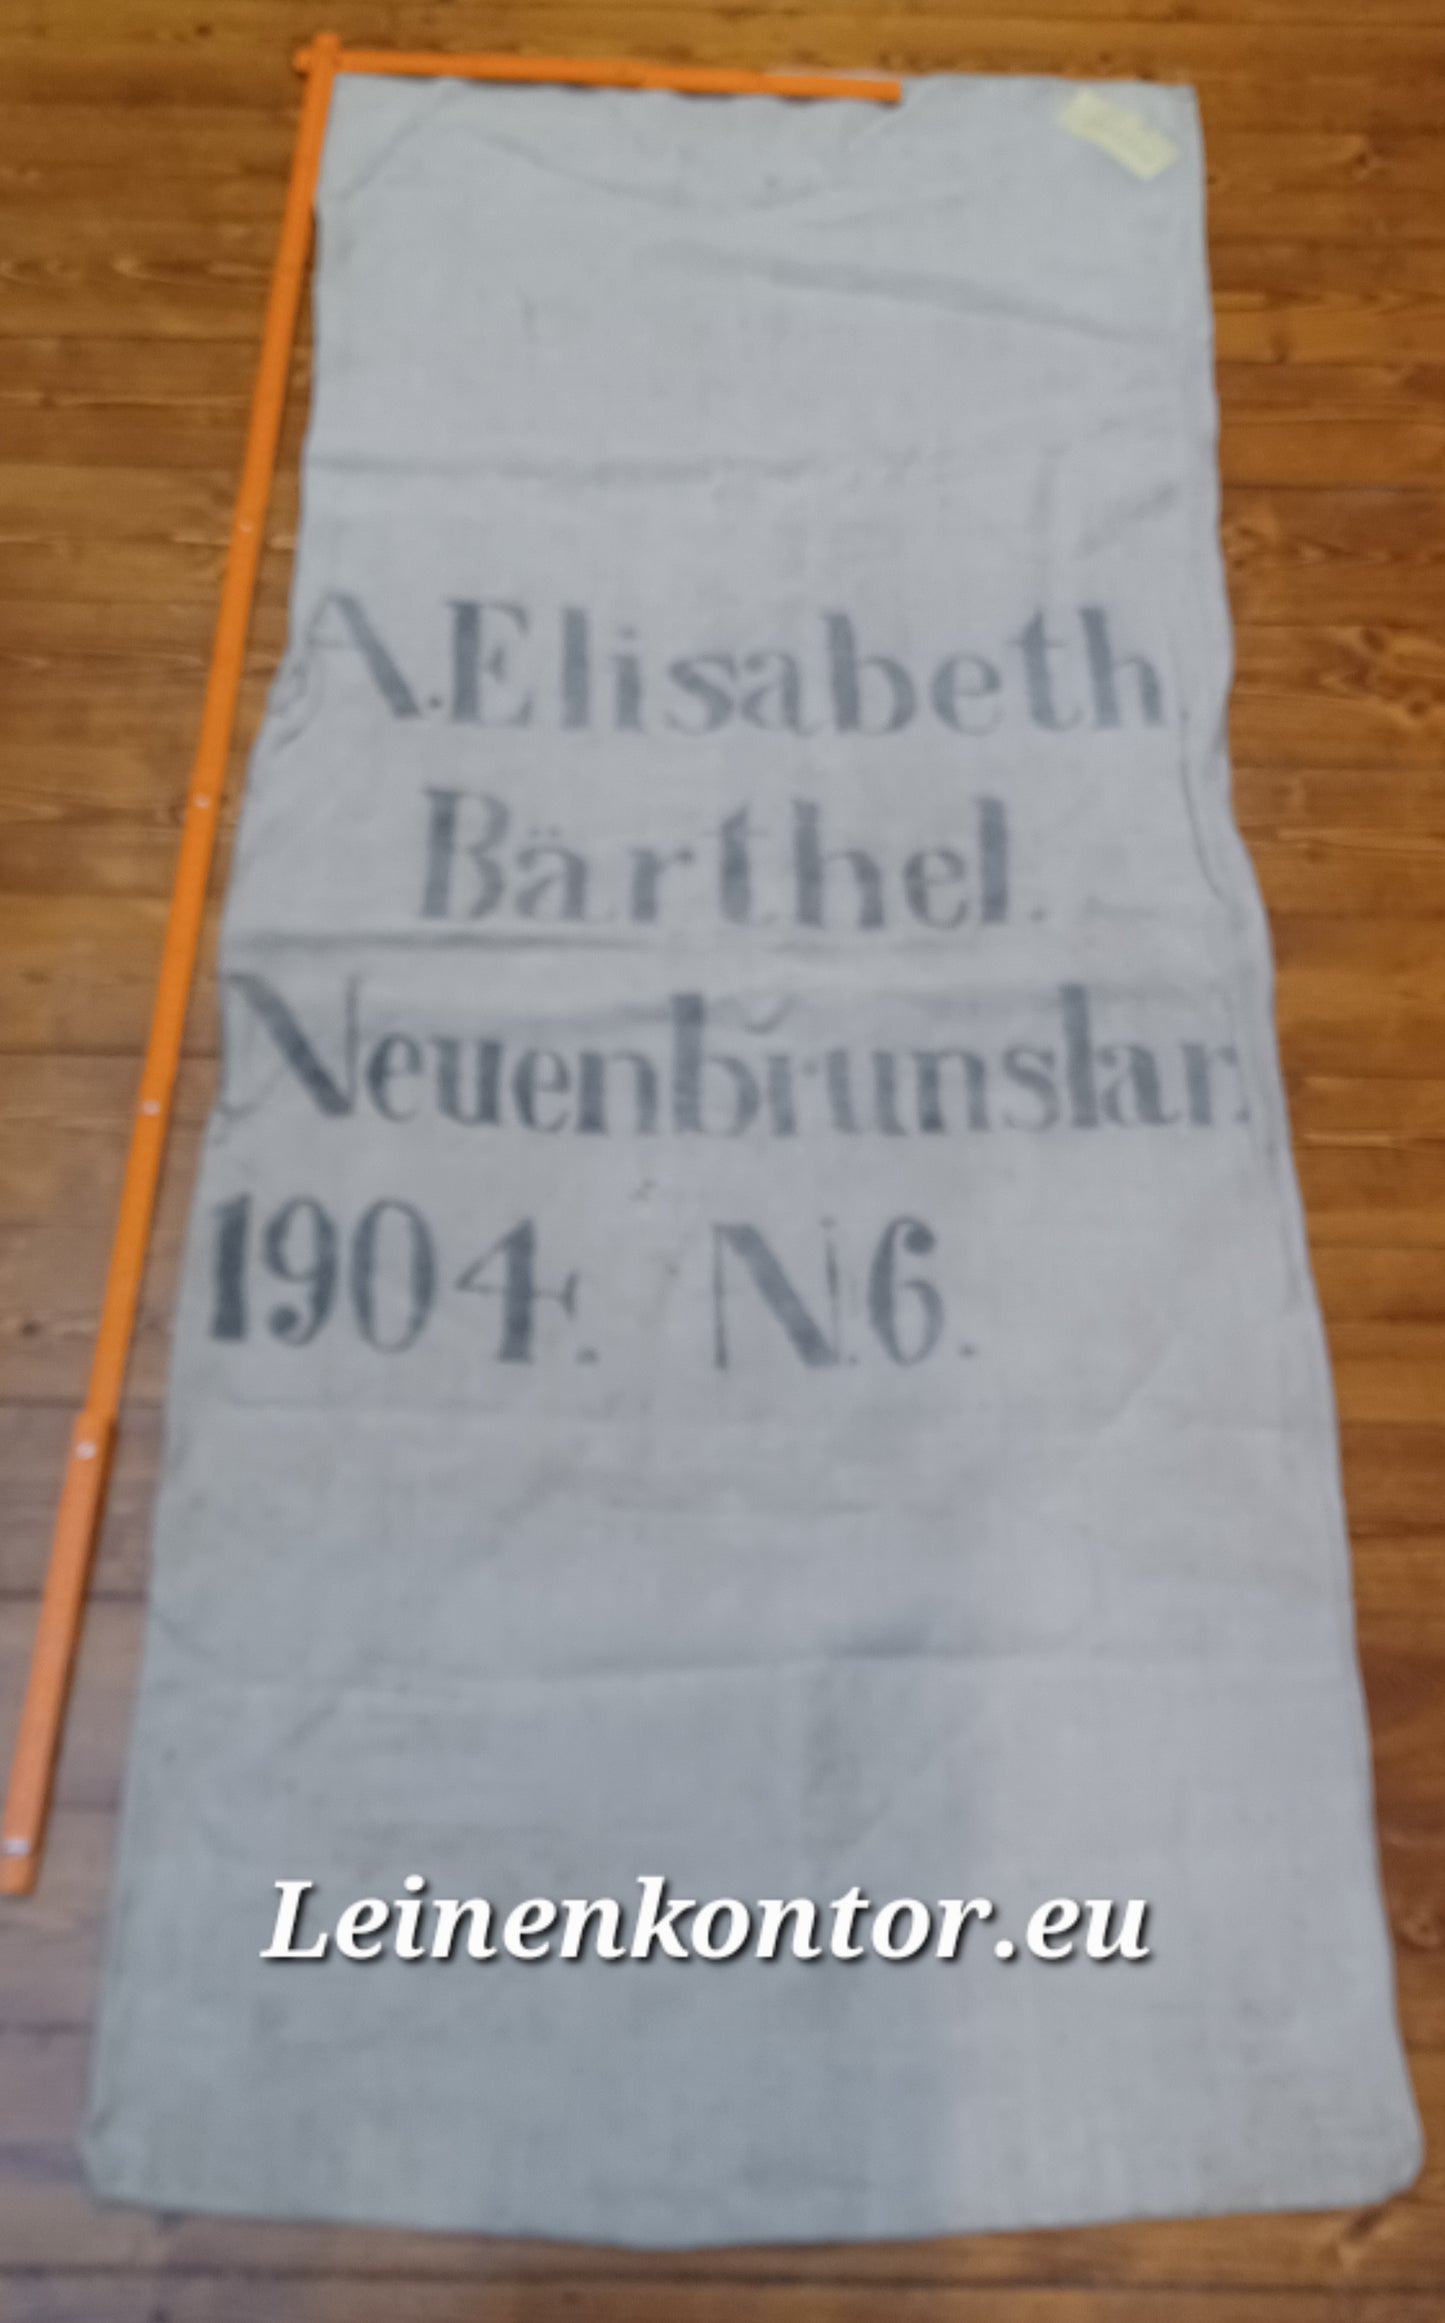 A.Elisabeth.
Bärthel.
Neuenbrunslar.
1904. N.6.
Leinenkontor.eu